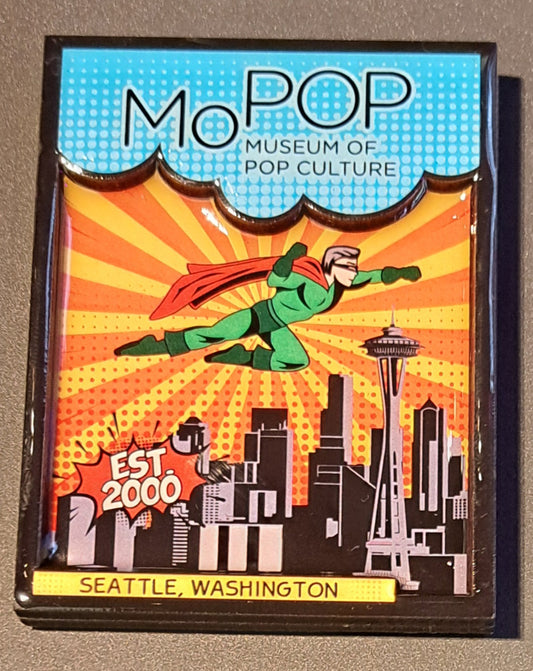 MoPOP
MUSEUM OF
POP CULTURE
EST.
2000
SEATTLE, WASHINGTON